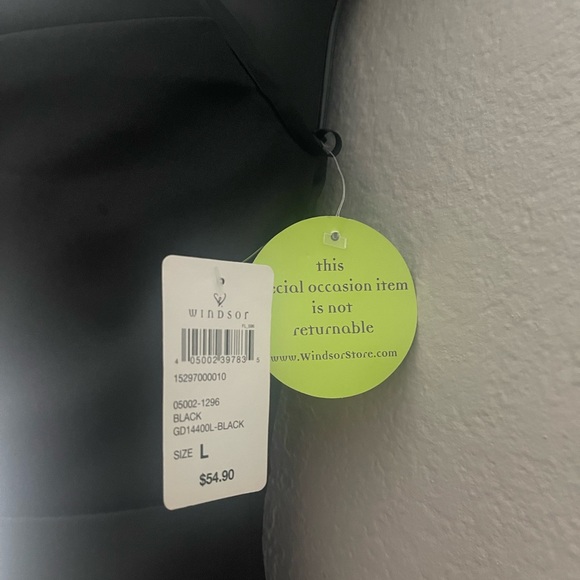 WINDSOR
4 05002 39783 5
15297000010
05002-1296
BLACK
GD14400L-BLACK
SIZE L
$54.90
this
ecial occasion item
is not
returnable
www.WindsorStore.com